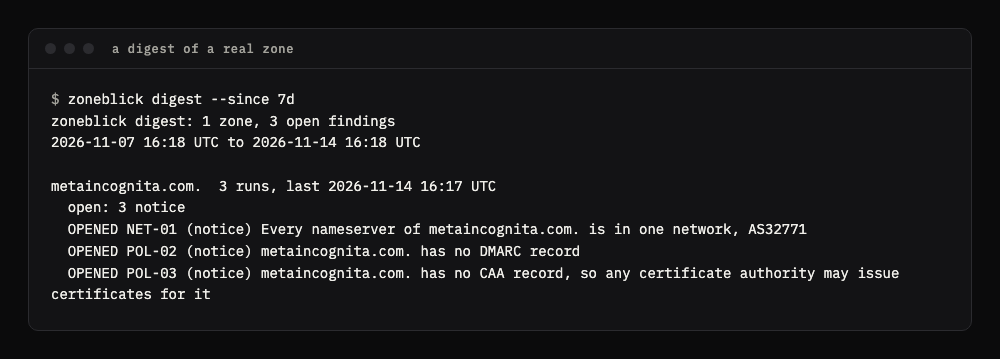 a digest of a real zone
$ zoneblick digest --since 7d
zoneblick digest: 1 zone, 3 open findings
2026-11-07 16:18 UTC to 2026-11-14 16:18 UTC
metaincognita.com.  3 runs, last 2026-11-14 16:17 UTC
open: 3 notice
OPENED NET-01 (notice) Every nameserver of metaincognita.com. is in one network, AS32771
OPENED POL-02 (notice) metaincognita.com. has no DMARC record
OPENED POL-03 (notice) metaincognita.com. has no CAA record, so any certificate authority may issue
certificates for it